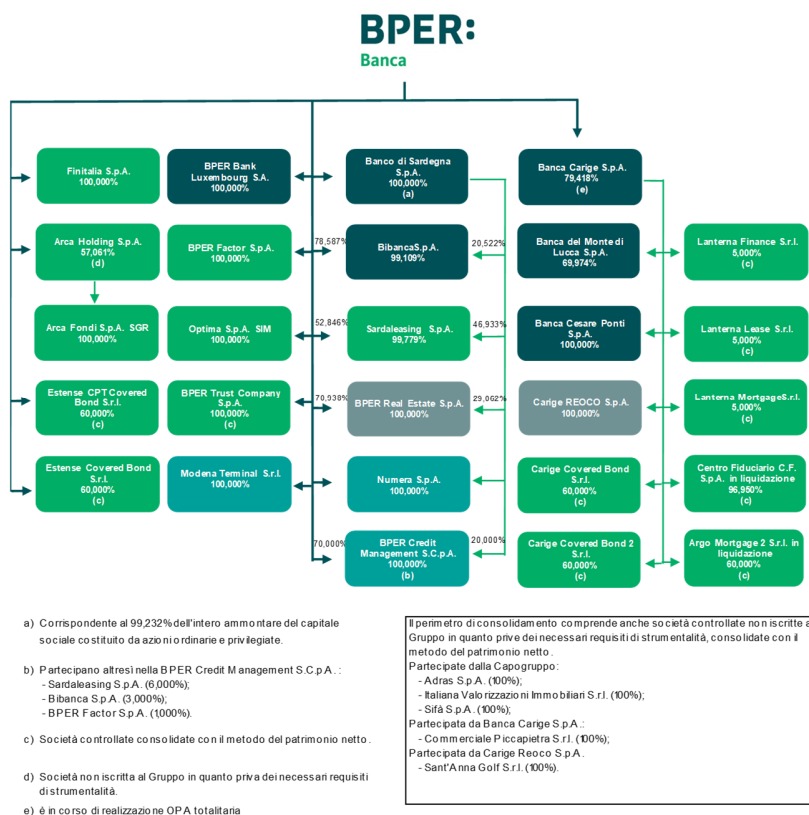 BPER:
Banca
Finitalia S.p.A.
100,000%
BPER Bank
Luxembourg S.A.
100,000%
Banco di Sardegna
S.p.A.
100,000%
(a)
Banca Carige S.p.A.
79,418%
(e)
Arca Holding S.p.A.
57,061%
(d)
BPER Factor S.p.A.
100,000%
78,587%
BibancaS.p.A.
99,109%
20,522%
Banca del Monte di
Lucca S.p.A.
69,974%
Lanterna Finance S.r.l.
5,000%
(c)
Arca Fondi S.p.A. SGR
100,000%
Optima S.p.A. SIM
100,000%
52,846%
Sardaleasing S.p.A.
99,779%
46,933%
Banca Cesare Ponti
S.p.A.
100,000%
Lanterna Lease S.r.l.
5,000%
(c)
Estense CPT Covered
Bond S.r.l.
60,000%
(c)
BPER Trust Company
S.p.A.
100,000%
(c)
70,938%
BPER Real Estate S.p.A.
100,000%
29,062%
Carige REOCO S.p.A.
100,000%
Lanterna MortgageS.r.l.
5,000%
(c)
Estense Covered Bond
S.r.l.
60,000%
(c)
Modena Terminal S.r.l.
100,000%
Numera S.p.A.
100,000%
Carige Covered Bond
S.r.l.
60,000%
(c)
Centro Fiduciario C.F.
S.p.A. in liquidazione
96,950%
(c)
70,000%
BPER Credit
Management S.C.p.A.
100,000%
(b)
20,000%
Carige Covered Bond 2
S.r.l.
60,000%
(c)
Argo Mortgage 2 S.r.l. in
liquidazione
60,000%
(c)
a) Corrispondente al 99,232% dell'intero ammontare del capitale
sociale costituito da azioni ordinarie e privilegiate.
b) Partecipano altresì nella BPER Credit Management S.C.p.A. :
- Sardaleasing S.p.A. (6,000%);
- Bibanca S.p.A. (3,000%);
- BPER Factor S.p.A. (1,000%).
c) Società controllate consolidate con il metodo del patrimonio netto .
d) Società non iscritta al Gruppo in quanto priva dei necessari requisiti
di strumentalità.
e) è in corso di realizzazione OPA totalitaria
Il perimetro di consolidamento comprende anche società controllate non iscritte a
Gruppo in quanto prive dei necessari requisiti di strumentalità, consolidate con il
metodo del patrimonio netto .
Partecipate dalla Capogruppo:
- Adras S.p.A. (100%);
- Italiana Valorizzazioni Immobiliari S.r.l. (100%);
- Sifà S.p.A. (100%);
Partecipata da Banca Carige S.p.A.:
- Commerciale Piccapietra S.r.l. (100%);
Partecipata da Carige Reoco S.p.A.
- Sant'Anna Golf S.r.l. (100%).